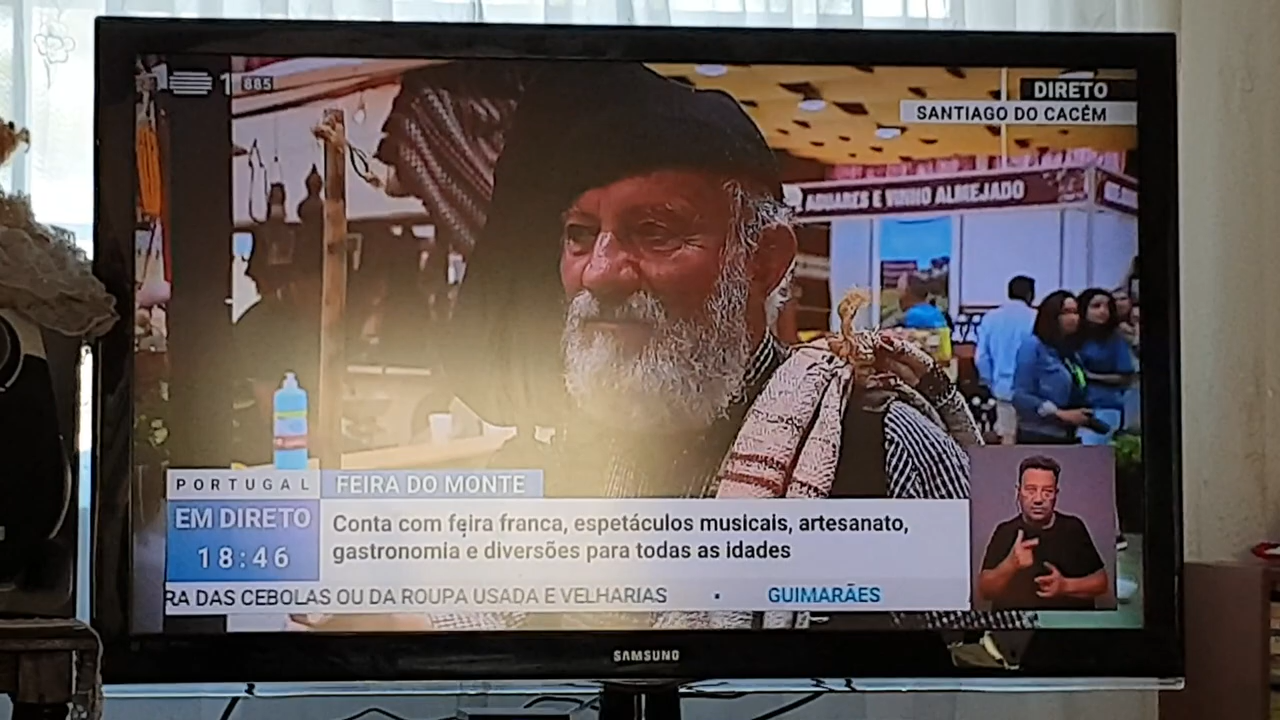 1
885
DIRETO
SANTIAGO DO CACÉM
E VINHO ALMEJADO
PORTUGAL
FEIRA DO MONTE
EM DIRETO
18:46
Conta com feira franca, espetáculos musicais, artesanato,
gastronomia e diversões para todas as idades
RA DAS CEBOLAS OU DA ROUPA USADA E VELHARIAS · GUIMARÃES
SAMSUNG